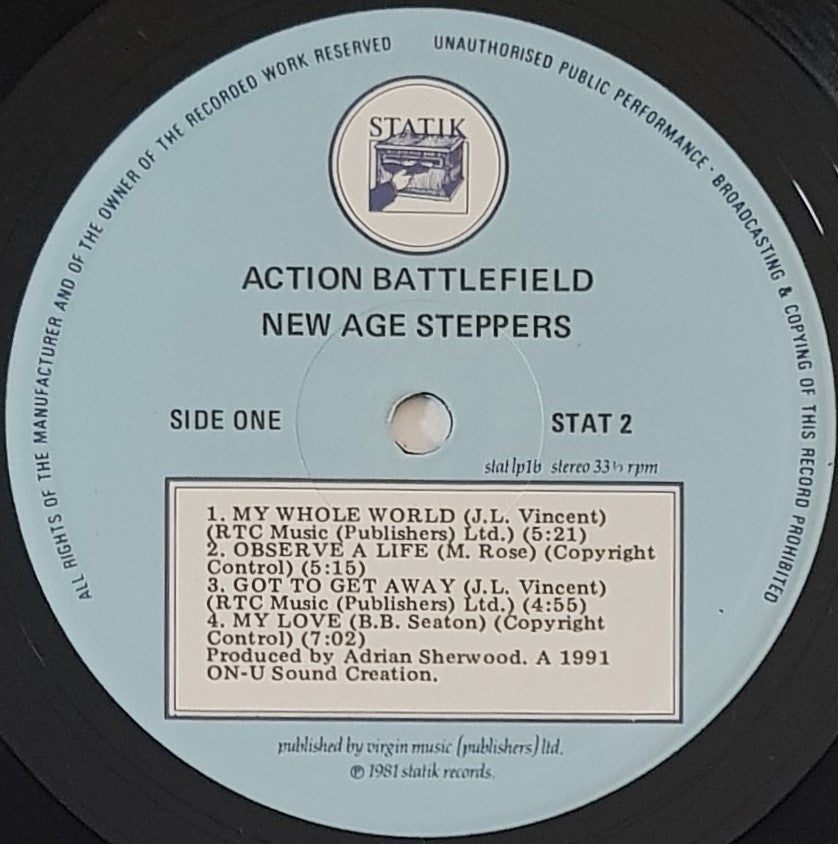 ALL RIGHTS OF THE MANUFACTURER AND OF THE OWNER OF THE RECORDED WORK RESERVED
UNAUTHORISED PUBLIC PERFORMANCE · BROADCASTING & COPYING OF THIS RECORD PROHIBITED
STATIK
ACTION BATTLEFIELD
NEW AGE STEPPERS
SIDE ONE
STAT 2
stat lp1b stereo 33⅓ rpm
1. MY WHOLE WORLD (J.L. Vincent)
(RTC Music (Publishers) Ltd.) (5:21)
2. OBSERVE A LIFE (M. Rose) (Copyright
Control) (5:15)
3. GOT TO GET AWAY (J.L. Vincent)
(RTC Music (Publishers) Ltd.) (4:55)
4. MY LOVE (B.B. Seaton) (Copyright
Control) (7:02)
Produced by Adrian Sherwood. A 1991
ON-U Sound Creation.
published by virgin music (publishers) ltd.
℗ 1981 statik records.